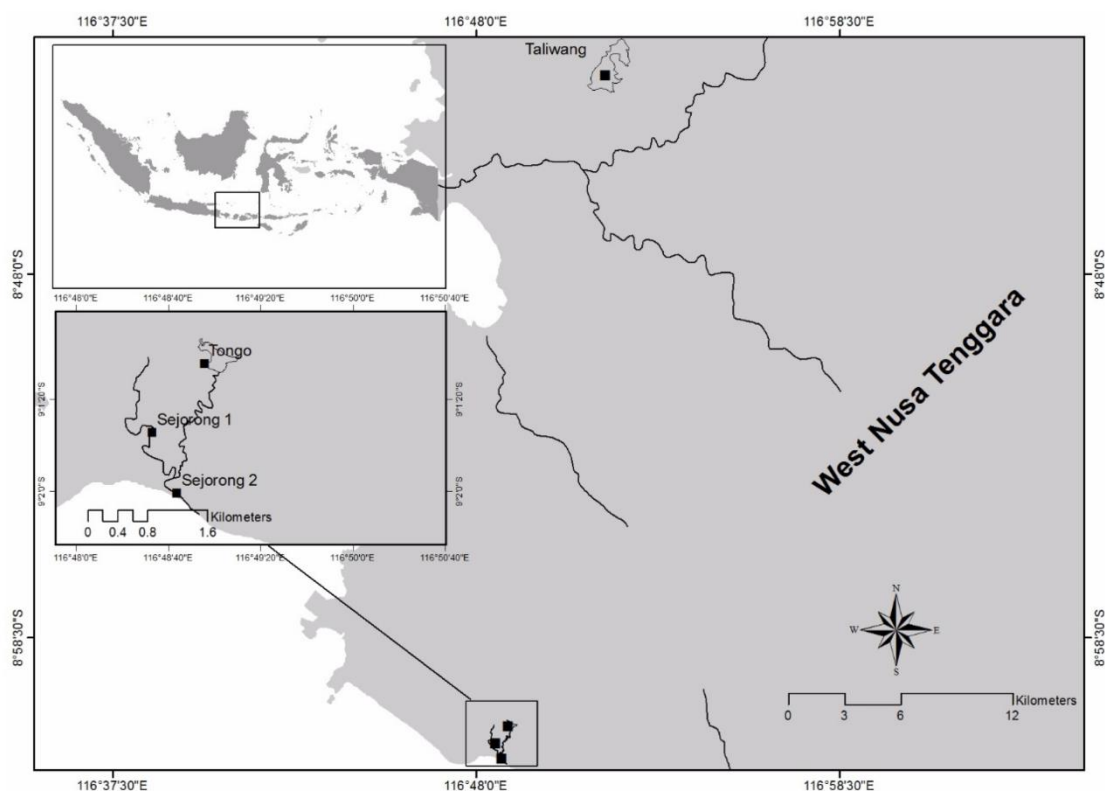 116°37'30"E 116°48'0"E 116°58'30"E
Taliwang
8°48'0"S 8°48'0"S
116°48'0"E 116°48'40"E 116°49'20"E 116°50'0"E 116°50'40"E
Tongo
9°1'20"S 9°1'20"S
Sejorong 1
9°2'0"S 9°2'0"S
Sejorong 2
Kilometers
0 0.4 0.8 1.6
116°48'0"E 116°48'40"E 116°49'20"E 116°50'0"E 116°50'40"E
West Nusa Tenggara
N
W E
S
8°58'30"S 8°58'30"S
Kilometers
0 3 6 12
116°37'30"E 116°48'0"E 116°58'30"E